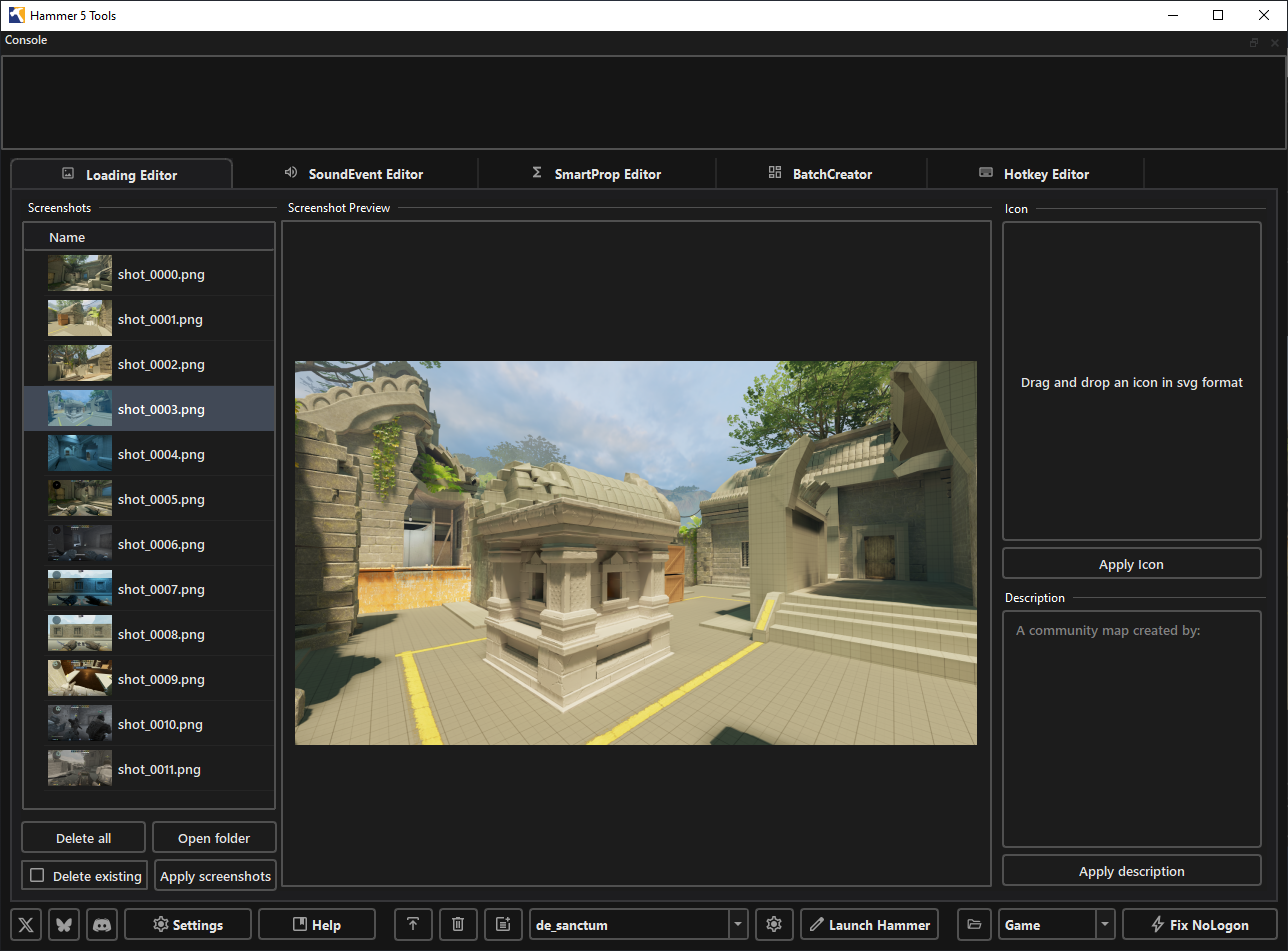 Hammer 5 Tools
Console
Loading Editor
SoundEvent Editor
SmartProp Editor
BatchCreator
Hotkey Editor
Screenshots
Screenshot Preview
Icon
Name
shot_0000.png
shot_0001.png
shot_0002.png
shot_0003.png
shot_0004.png
shot_0005.png
shot_0006.png
shot_0007.png
shot_0008.png
shot_0009.png
shot_0010.png
shot_0011.png
Drag and drop an icon in svg format
Apply Icon
Description
A community map created by:
Delete all
Open folder
Delete existing
Apply screenshots
Apply description
Settings
Help
de_sanctum
Launch Hammer
Game
Fix NoLogon